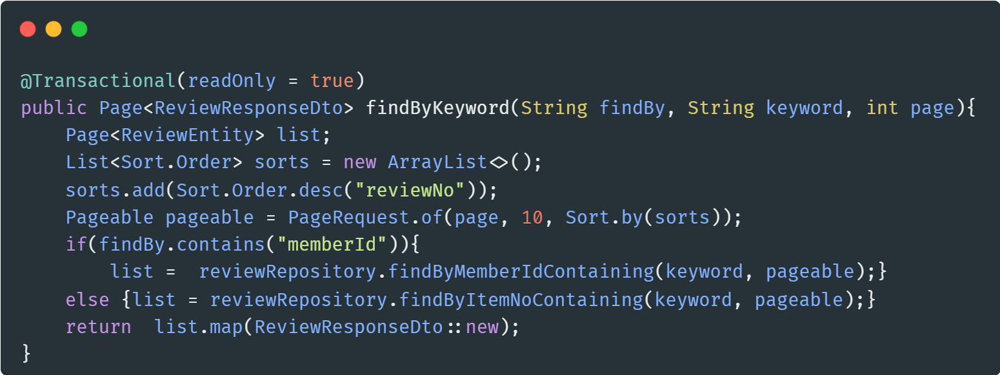 @Transactional(readOnly = true)
public Page<ReviewResponseDto> findByKeyword(String findBy, String keyword, int page){
    Page<ReviewEntity> list;
    List<Sort.Order> sorts = new ArrayList<>();
    sorts.add(Sort.Order.desc("reviewNo"));
    Pageable pageable = PageRequest.of(page, 10, Sort.by(sorts));
    if(findBy.contains("memberId")){
        list =  reviewRepository.findByMemberIdContaining(keyword, pageable);}
    else {list = reviewRepository.findByItemNoContaining(keyword, pageable);}
    return  list.map(ReviewResponseDto::new);
}